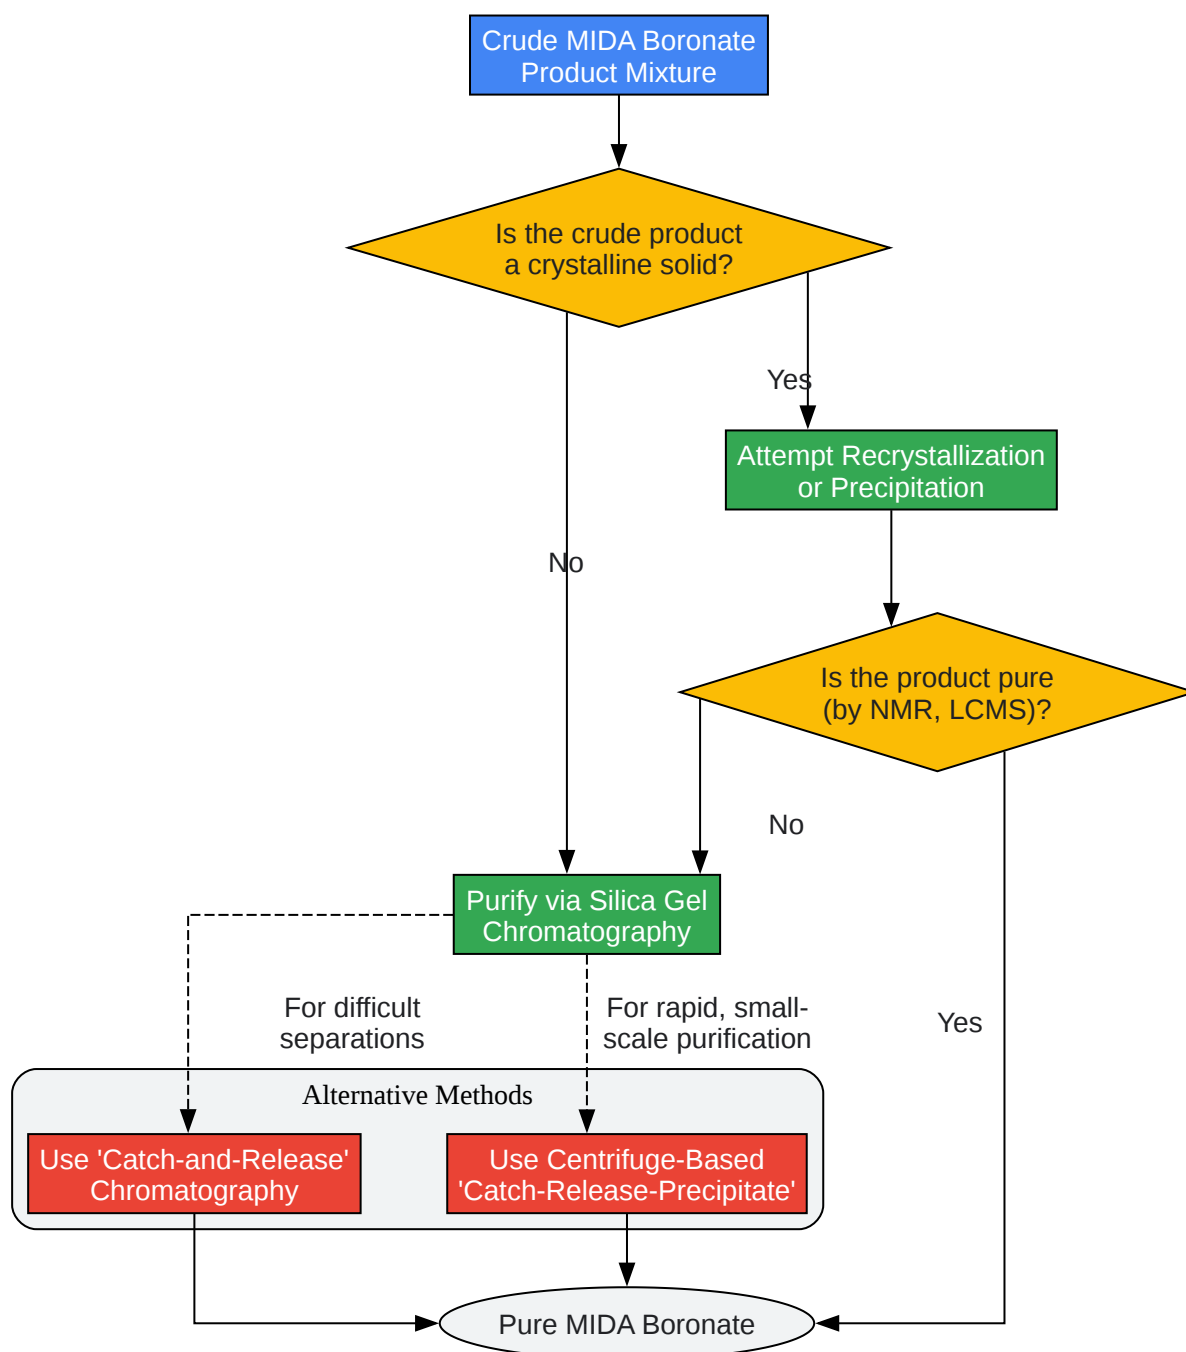 Crude MIDA Boronate
Product Mixture
Is the crude product
a crystalline solid?
Yes
Attempt Recrystallization
or Precipitation
No
Is the product pure
(by NMR, LCMS)?
No
Purify via Silica Gel
Chromatography
For difficult
separations
For rapid, small-
scale purification
Yes
Alternative Methods
Use 'Catch-and-Release'
Chromatography
Use Centrifuge-Based
'Catch-Release-Precipitate'
Pure MIDA Boronate